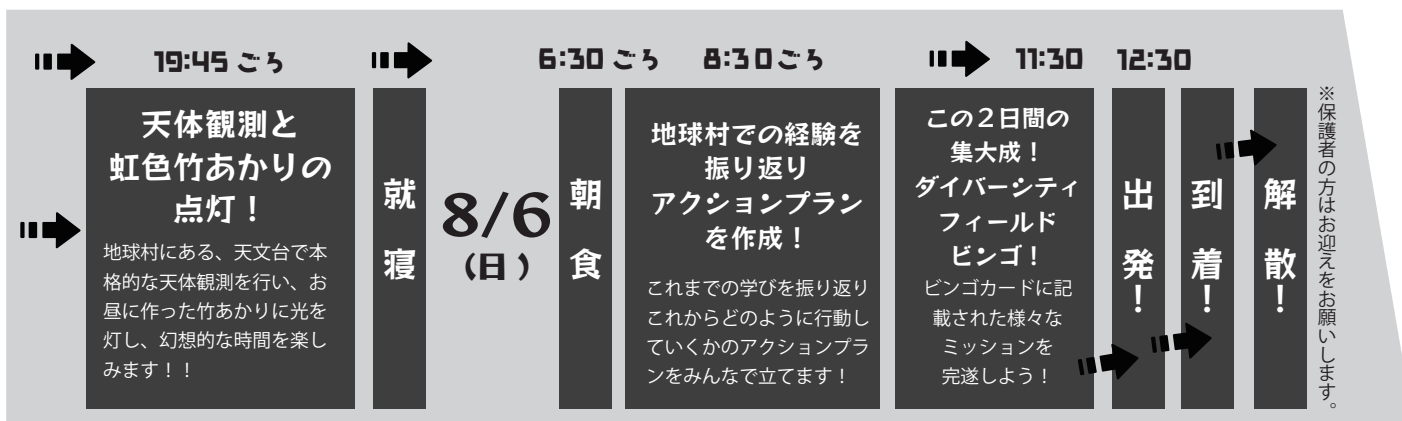 19:45 ごろ
天体観測と
虹色竹あかりの
点灯！
地球村にある、天文台で本
格的な天体観測を行い、お
昼に作った竹あかりに光を
灯し、幻想的な時間を楽し
みます！！
就寝
8/6
(日)
6:30 ごろ
朝食
8:30ごろ
地球村での経験を
振り返り
アクションプラン
を作成！
これまでの学びを振り返り
これからどのように行動し
ていくかのアクションプラ
ンをみんなで立てます！
この２日間の
集大成！
ダイバーシティ
フィールド
ビンゴ！
ビンゴカードに記
載された様々な
ミッションを
完遂しよう！
11:30
出発！
12:30
到着！
解散！
※保護者の方はお迎えをお願いします。